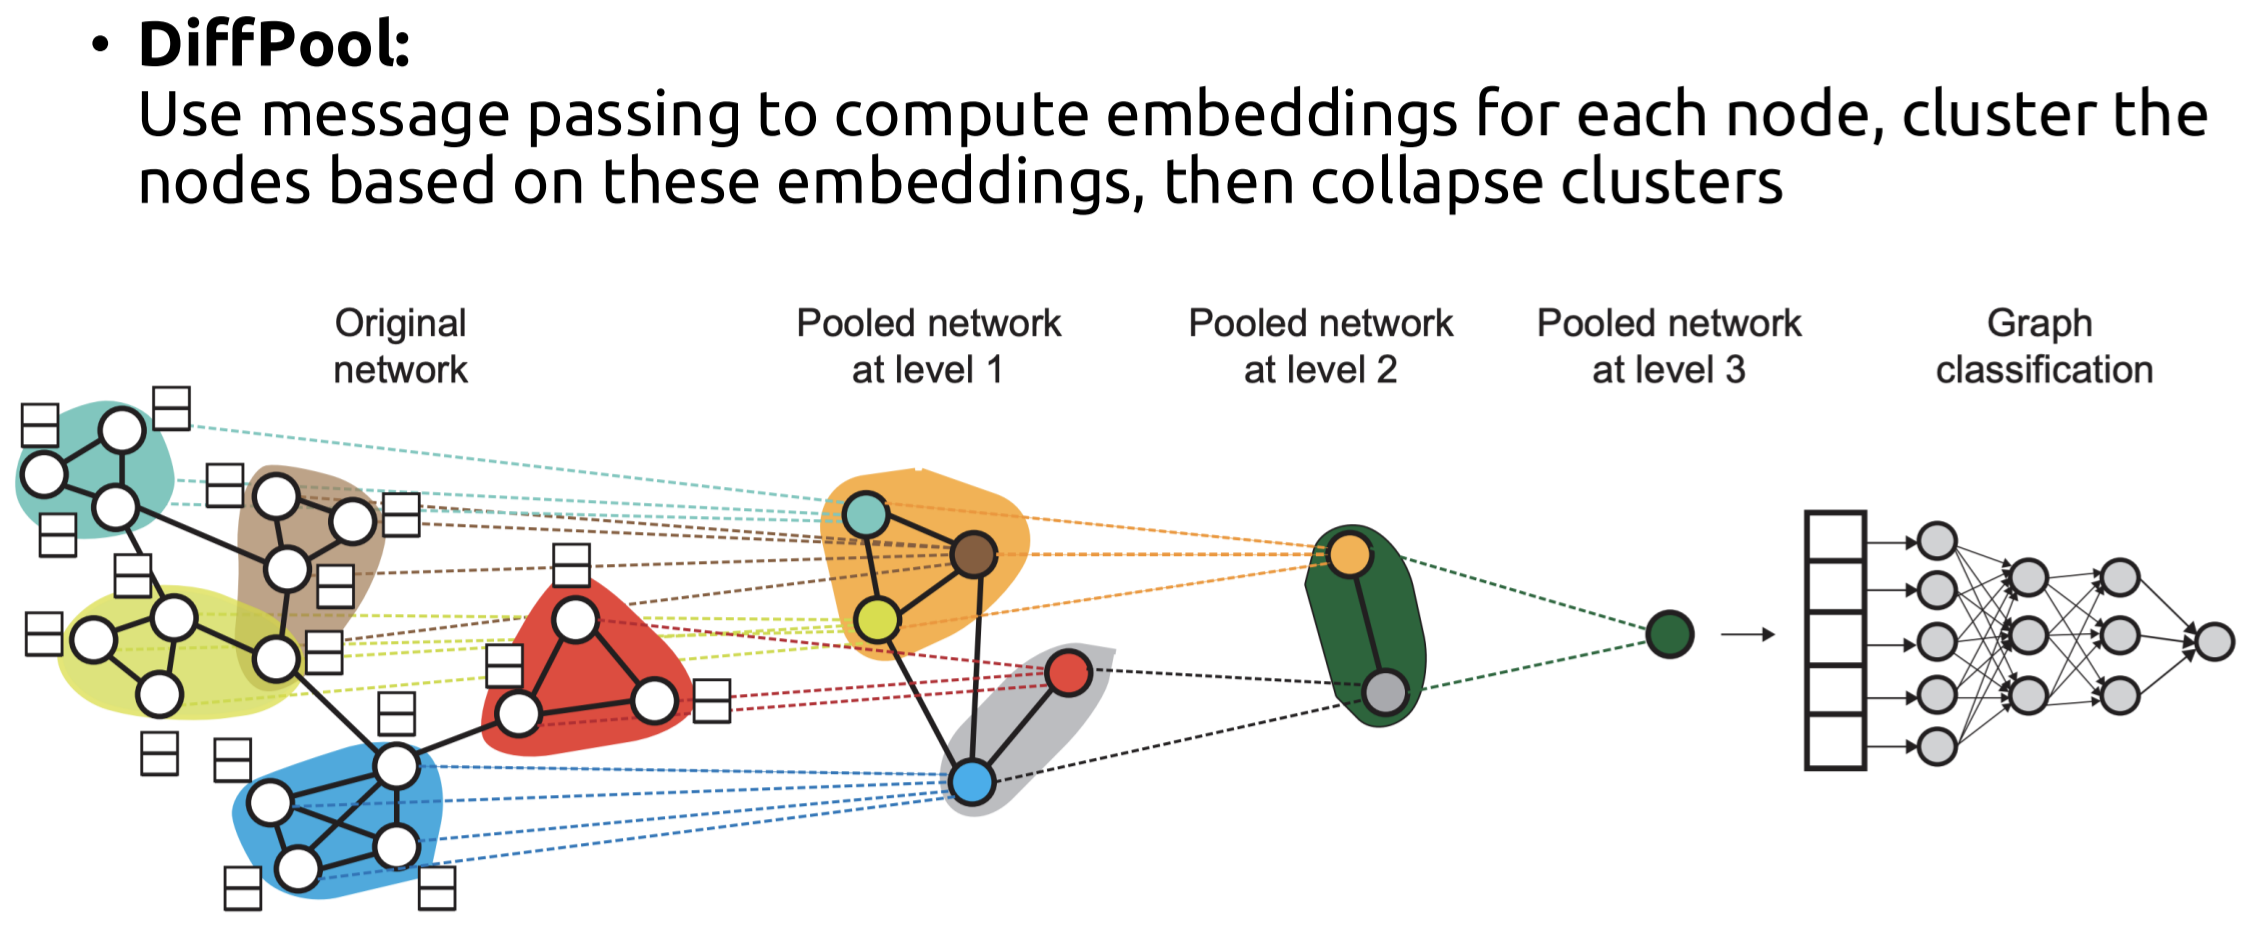 • DiffPool:
Use message passing to compute embeddings for each node, cluster the
nodes based on these embeddings, then collapse clusters
Original
network
Pooled network
at level 1
Pooled network
at level 2
Pooled network
at level 3
Graph
classification